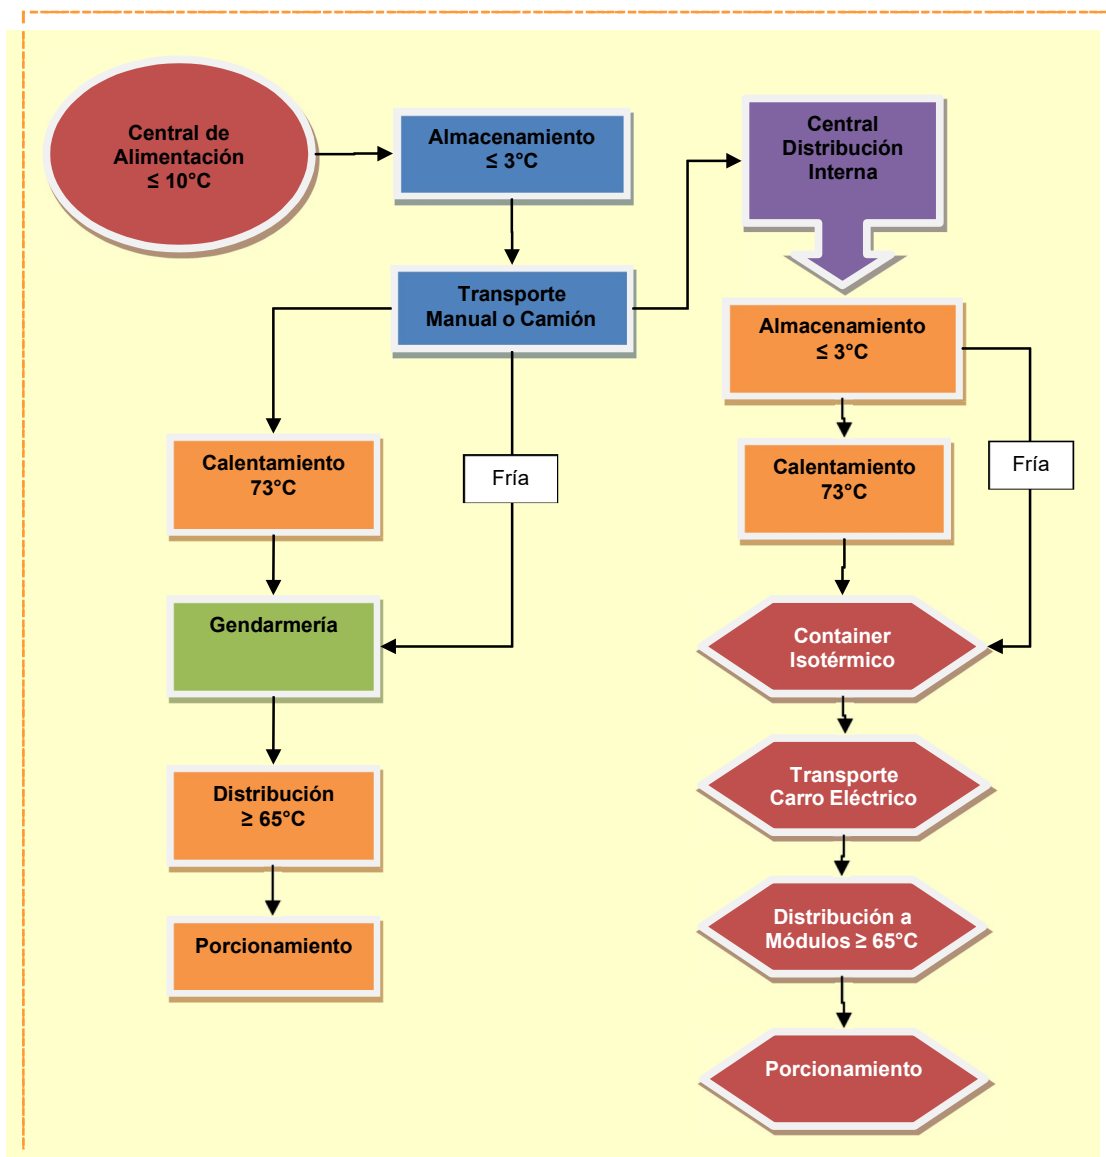 Central de
Alimentación
≤ 10°C
Almacenamiento
≤ 3°C
Central
Distribución
Interna
Transporte
Manual o Camión
Almacenamiento
≤ 3°C
Calentamiento
73°C
Fría
Calentamiento
73°C
Fría
Gendarmería
Container
Isotérmico
Distribución
≥ 65°C
Transporte
Carro Eléctrico
Porcionamiento
Distribución a
Módulos ≥ 65°C
Porcionamiento